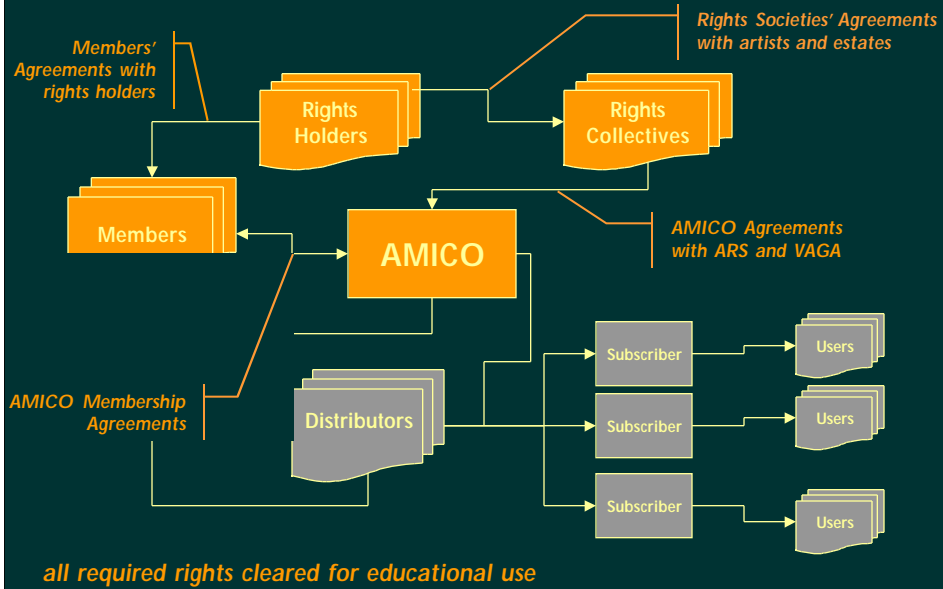 Members'
Agreements with
rights holders
Rights Societies' Agreements
with artists and estates
Rights
Holders
Rights
Collectives
Members
AMICO
AMICO Agreements
with ARS and VAGA
Subscriber
Users
AMICO Membership
Agreements
Distributors
Subscriber
Users
Subscriber
Users
all required rights cleared for educational use